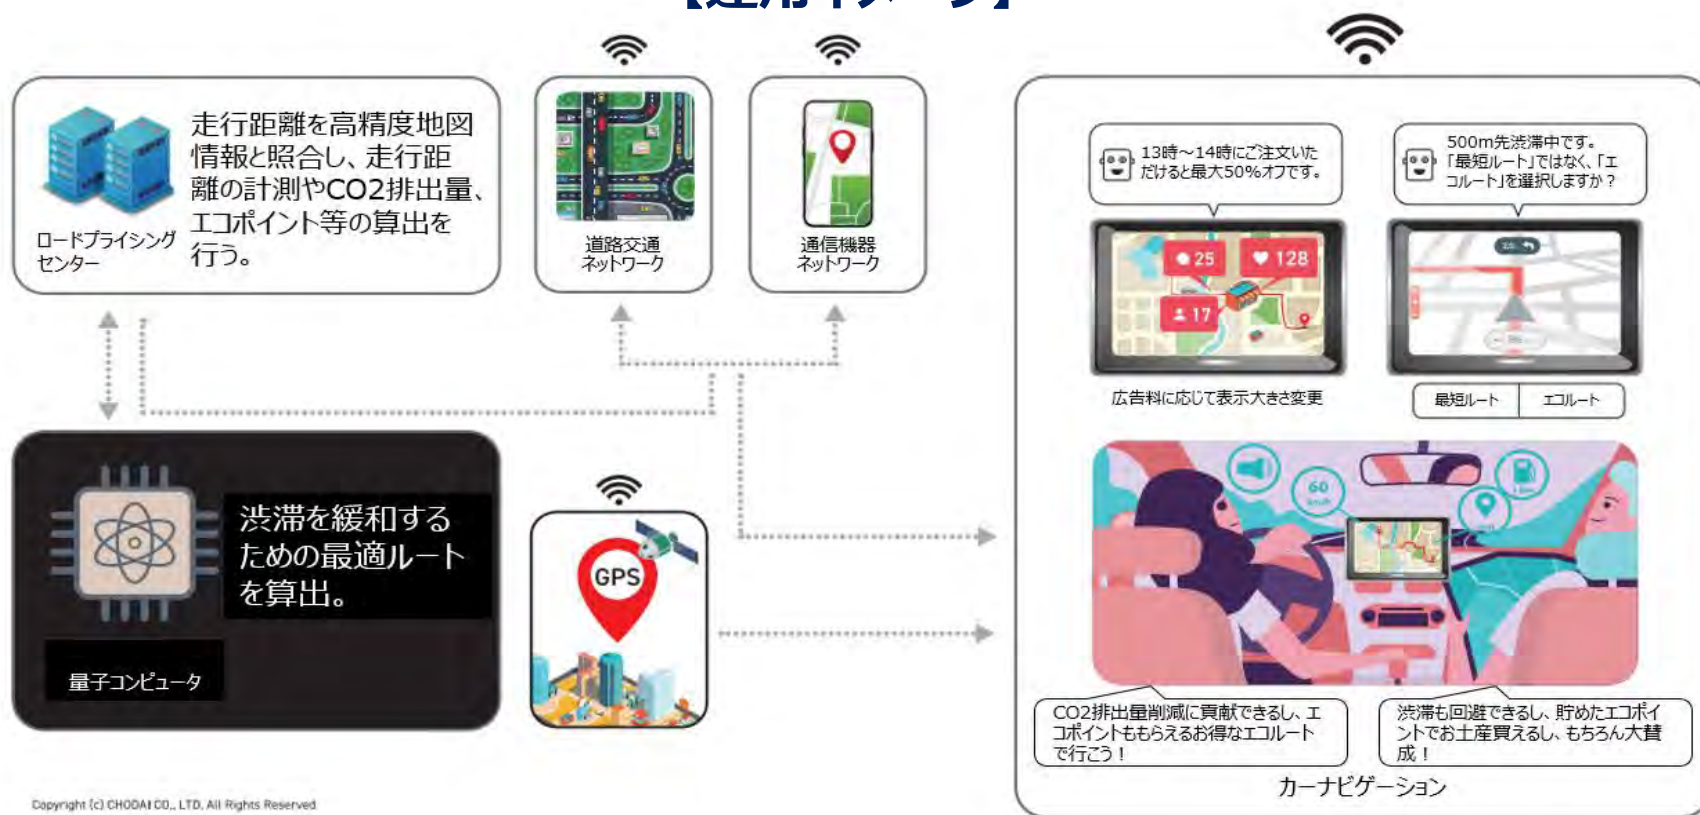 【運用イメージ】
走行距離を高精度地図
情報と照合し、走行距
離の計測やCO2排出量、
エコポイント等の算出を
行う。
ロードプライシング
センター
道路交通
ネットワーク
通信機器
ネットワーク
13時～14時にご注文いた
だけると最大50%オフです。
500m先渋滞中です。
「最短ルート」ではなく、「エ
コルート」を選択しますか？
25
128
17
広告料に応じて表示大きさ変更
最短ルート
エコルート
渋滞を緩和する
ための最適ルート
を算出。
量子コンピュータ
GPS
60
CO2排出量削減に貢献できるし、エ
コポイントももらえるお得なエコルート
で行こう！
渋滞も回避できるし、貯めたエコポイ
ントでお土産買えるし、もちろん大賛
成！
カーナビゲーション
Copyright (c) CHODAI CO., LTD. All Rights Reserved